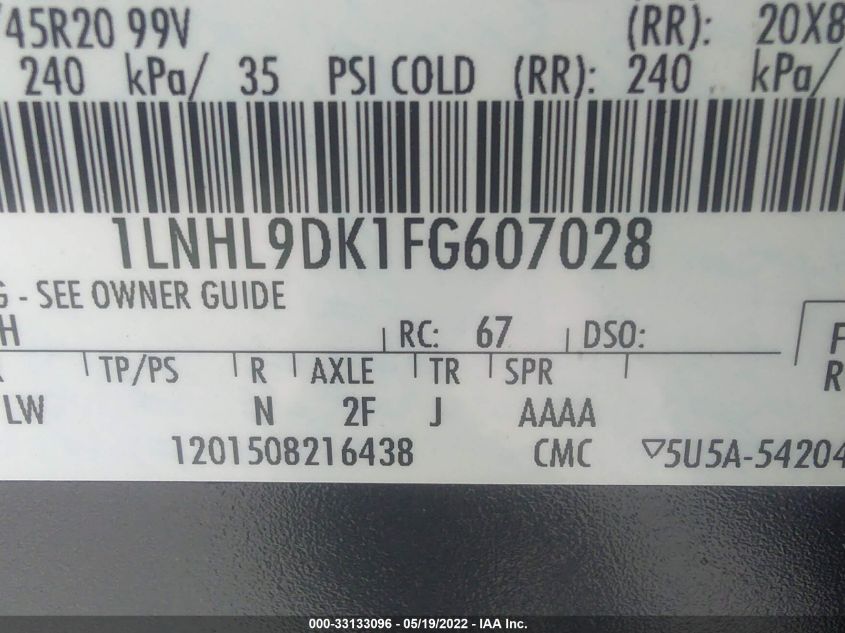 /45R20 99V (RR): 20X8
240 kPa/ 35 PSI COLD (RR): 240 kPa/
1LNHL9DK1FG607028
G - SEE OWNER GUIDE
H RC: 67 DSO:
TP/PS R AXLE TR SPR R
LW N 2F J AAAA
1201508216438 CMC ▽5U5A-54204
000-33133096 - 05/19/2022 - IAA Inc.